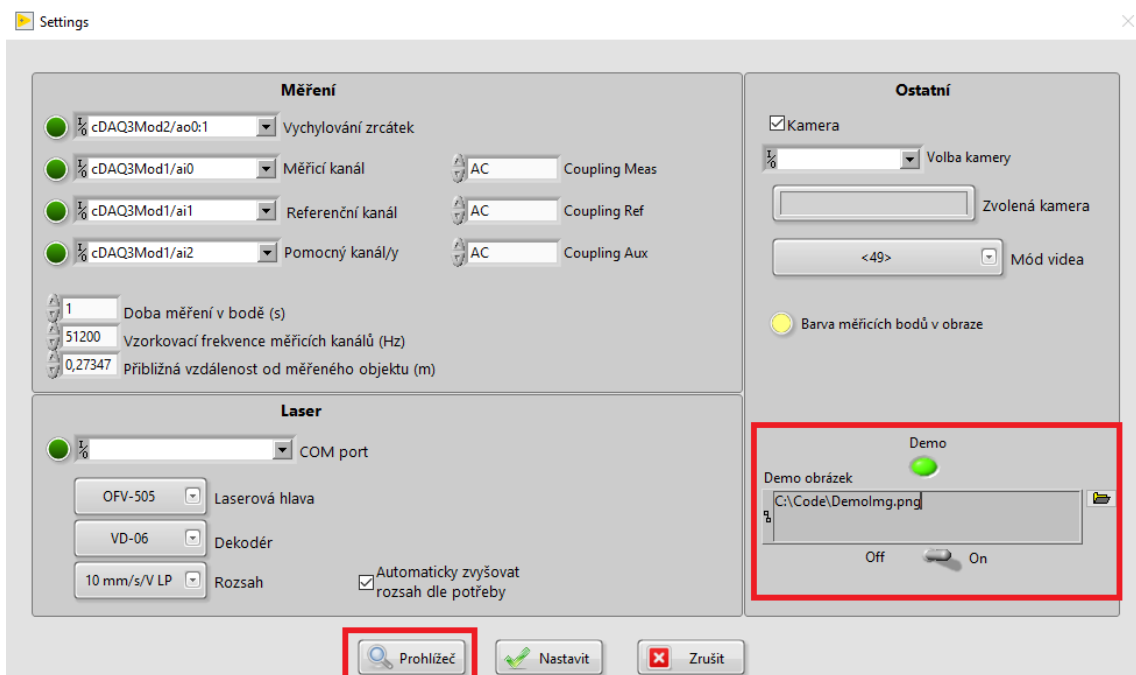 Settings
Měření
cDAQ3Mod2/ao0:1 Vychylování zrcátek
cDAQ3Mod1/ai0 Měřicí kanál AC Coupling Meas
cDAQ3Mod1/ai1 Referenční kanál AC Coupling Ref
cDAQ3Mod1/ai2 Pomocný kanál/y AC Coupling Aux
1 Doba měření v bodě (s)
51200 Vzorkovací frekvence měřicích kanálů (Hz)
0,27347 Přibližná vzdálenost od měřeného objektu (m)
Laser
COM port
OFV-505 Laserová hlava
VD-06 Dekodér
10 mm/s/V LP Rozsah
Automaticky zvyšovat
rozsah dle potřeby
Ostatní
Kamera
Volba kamery
Zvolená kamera
<49> Mód videa
Barva měřicích bodů v obraze
Demo
Demo obrázek
C:\Code\DemoImg.png
Off On
Prohlížeč Nastavit Zrušit